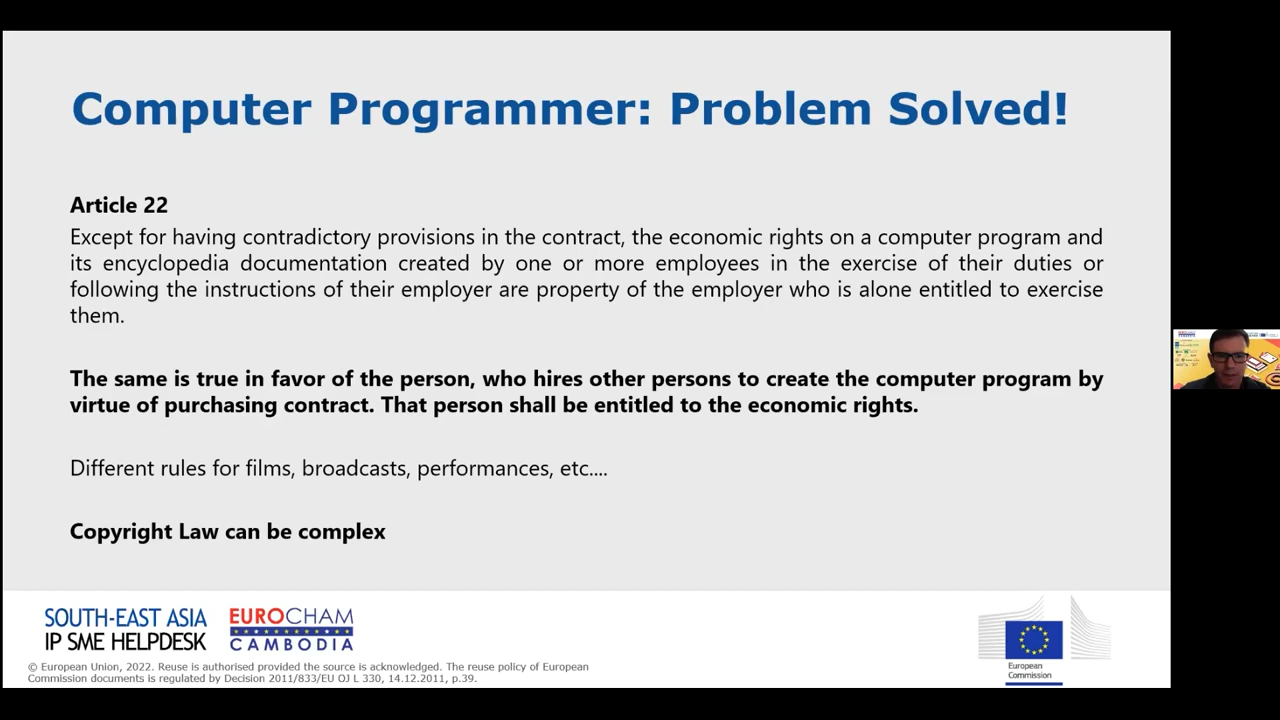 Computer Programmer: Problem Solved!
Article 22
Except for having contradictory provisions in the contract, the economic rights on a computer program and
its encyclopedia documentation created by one or more employees in the exercise of their duties or
following the instructions of their employer are property of the employer who is alone entitled to exercise
them.
The same is true in favor of the person, who hires other persons to create the computer program by
virtue of purchasing contract. That person shall be entitled to the economic rights.
Different rules for films, broadcasts, performances, etc....
Copyright Law can be complex
SOUTH-EAST ASIA
IP SME HELPDESK
EUROCHAM
CAMBODIA
© European Union, 2022. Reuse is authorised provided the source is acknowledged. The reuse policy of European
Commission documents is regulated by Decision 2011/833/EU OJ L 330, 14.12.2011, p.39.
European
Commission